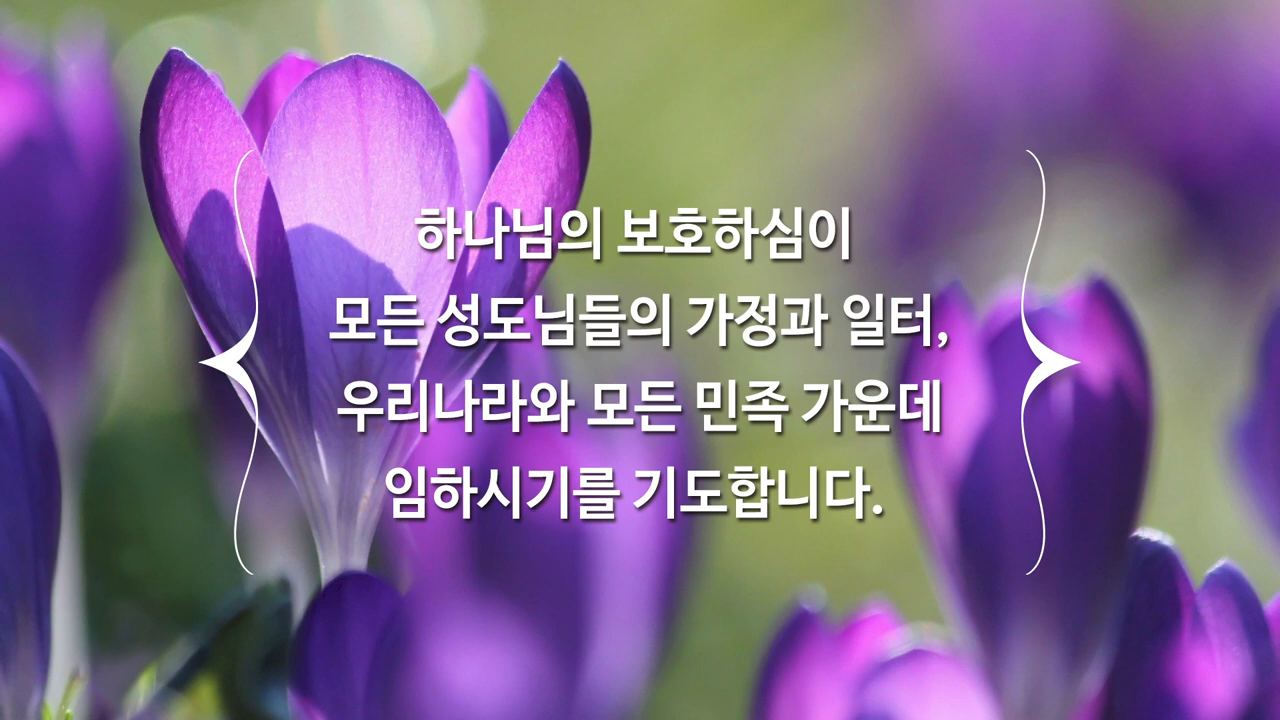 하나님의 보호하심이
모든 성도님들의 가정과 일터,
우리나라와 모든 민족 가운데
임하시기를 기도합니다.